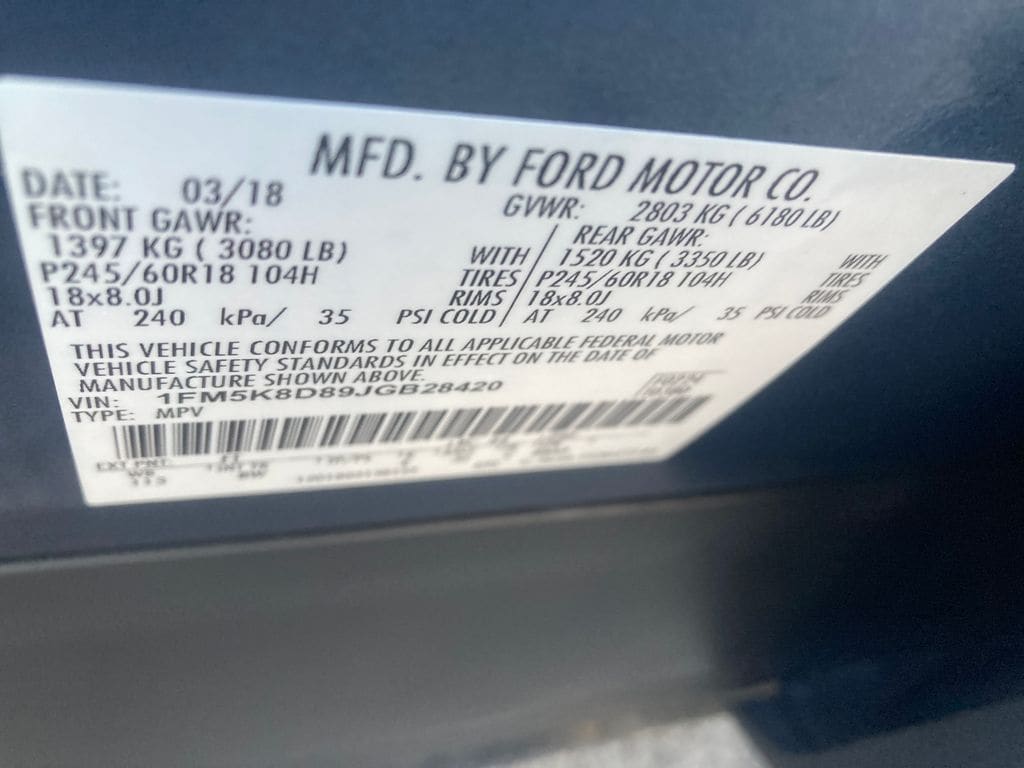 MFD. BY FORD MOTOR CO.
DATE: 03/18 GVWR: 2803 KG ( 6180 LB)
FRONT GAWR: REAR GAWR:
1397 KG ( 3080 LB) WITH / 1520 KG ( 3350 LB) WITH
P245/60R18 104H TIRES P245/60R18 104H TIRES
18x8.0J RIMS 18x8.0J RIMS
AT 240 kPa/ 35 PSI COLD / AT 240 kPa/ 35 PSI COLD
THIS VEHICLE CONFORMS TO ALL APPLICABLE FEDERAL MOTOR
VEHICLE SAFETY STANDARDS IN EFFECT ON THE DATE OF
MANUFACTURE SHOWN ABOVE.
VIN: 1FM5K8D89JGB28420
TYPE: MPV
EXT PNT: